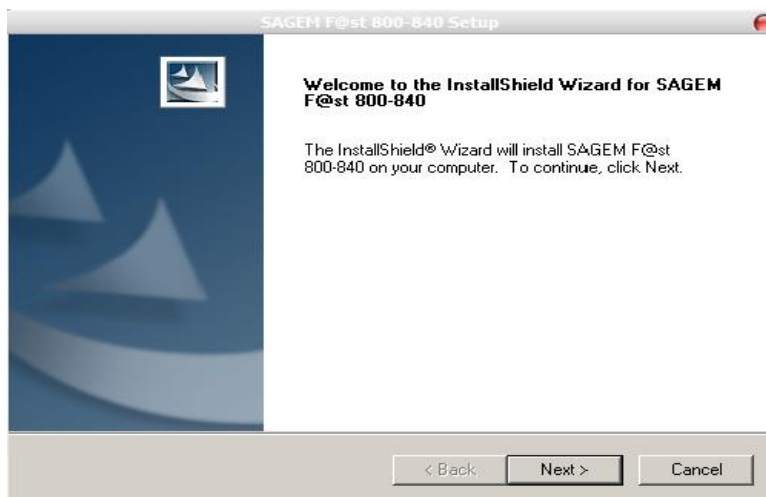 SAGEM F@st 800-840 Setup
Welcome to the InstallShield Wizard for SAGEM
F@st 800-840
The InstallShield® Wizard will install SAGEM F@st
800-840 on your computer. To continue, click Next.
< Back Next > Cancel